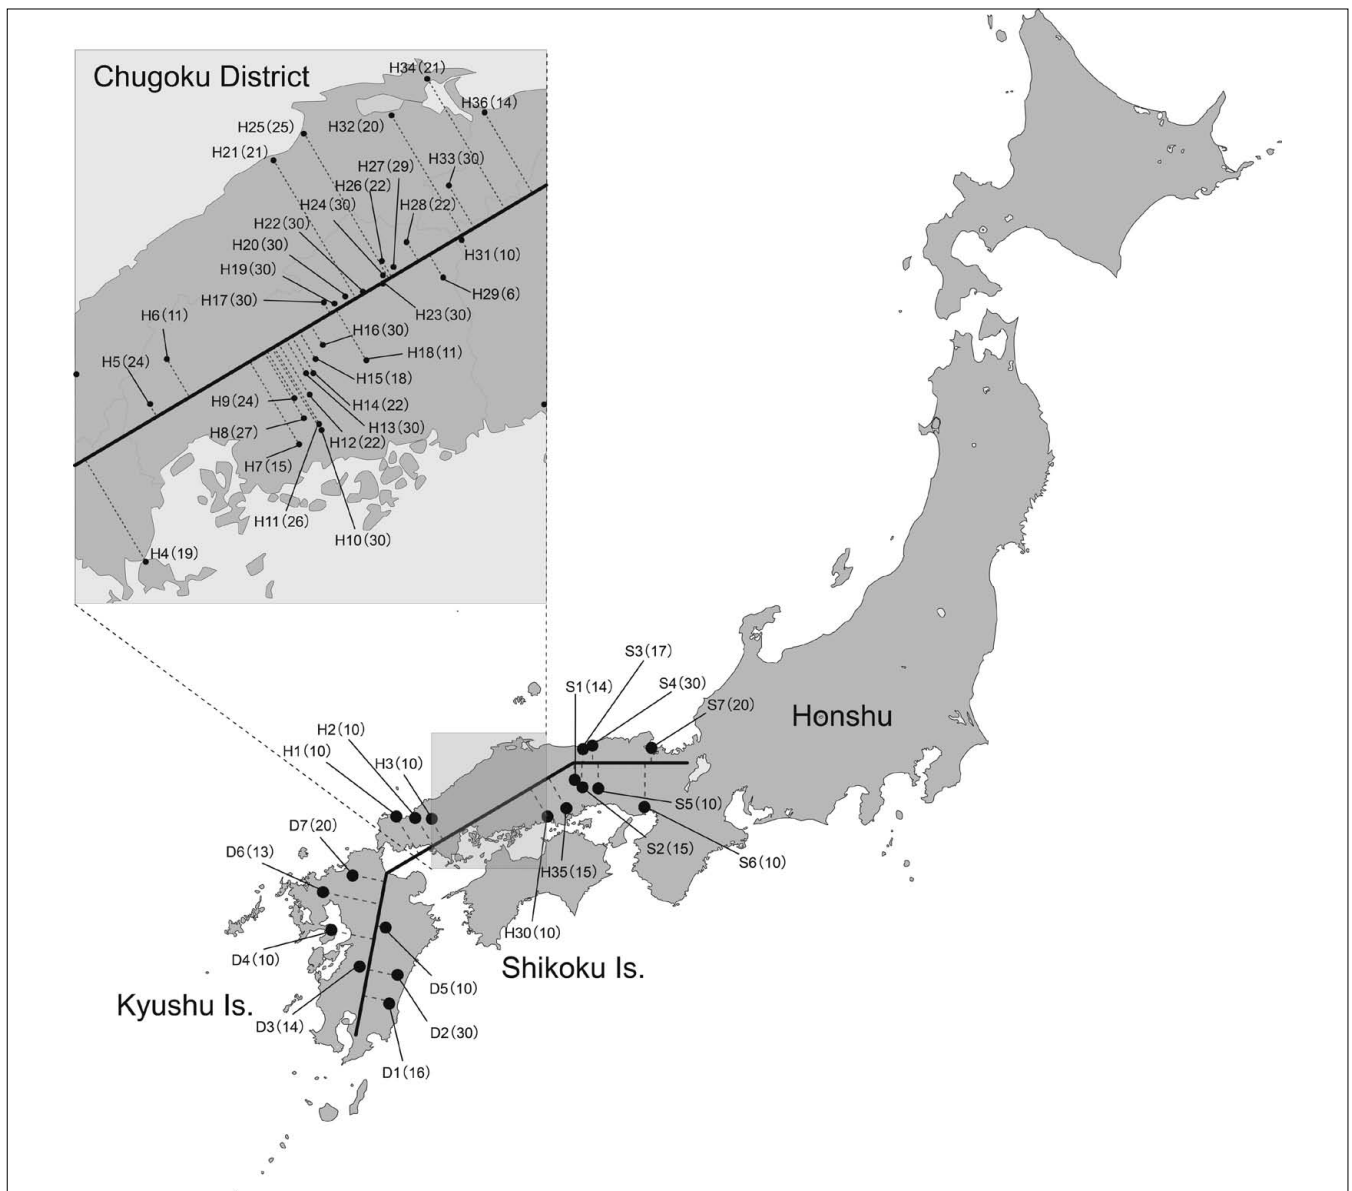 Chugoku District
H34(21)
H36(14)
H25(25)
H32(20)
H21(21)
H27(29)
H33(30)
H26(22)
H24(30)
H28(22)
H22(30)
H20(30)
H31(10)
H19(30)
H29(6)
H17(30)
H23(30)
H6(11)
H16(30)
H18(11)
H5(24)
H15(18)
H9(24)
H14(22)
H8(27)
H13(30)
H12(22)
H7(15)
H11(26)
H10(30)
H4(19)
S3(17)
S1(14)
S4(30)
S7(20)
Honshu
H2(10)
H1(10)
H3(10)
S5(10)
D7(20)
S2(15)
D6(13)
S6(10)
H35(15)
H30(10)
D4(10)
Shikoku Is.
D5(10)
Kyushu Is.
D3(14)
D2(30)
D1(16)